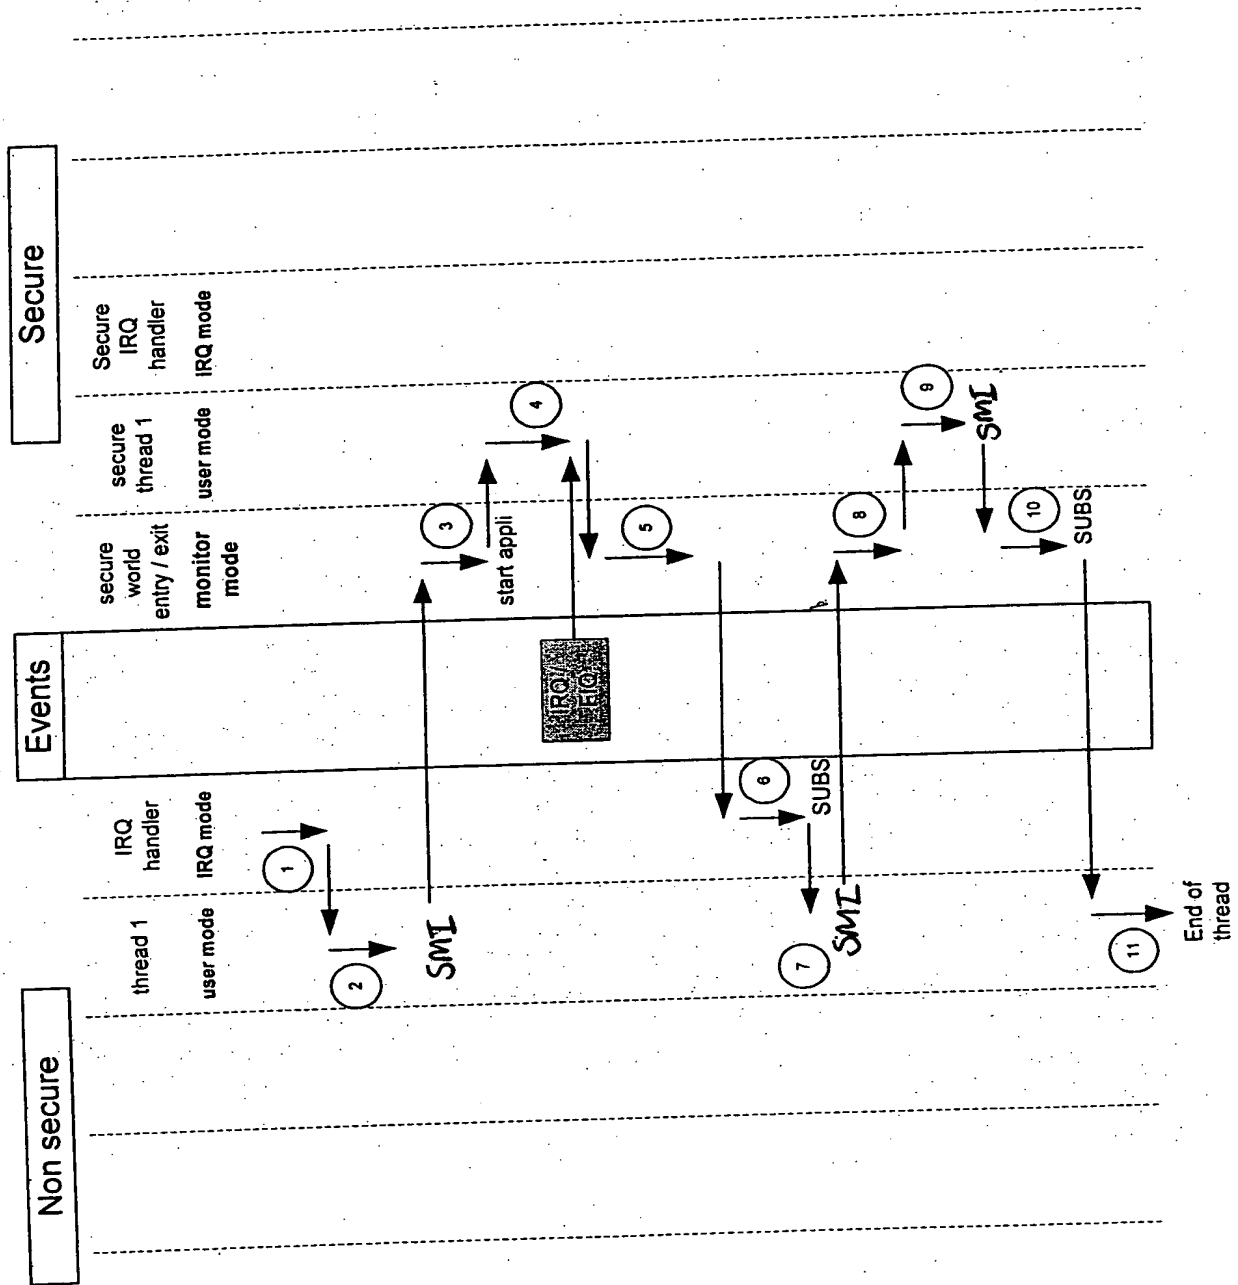 Non secure
Events
Secure
thread 1
user mode
IRQ
handler
IRQ mode
secure
world
entry / exit
monitor
mode
secure
thread 1
user mode
Secure
IRQ
handler
IRQ mode
1
2
SMI
3
start appli
4
IRQ /
FIQ
5
6
SUBS
7
SMI
8
9
SMI
10
SUBS
11
End of
thread